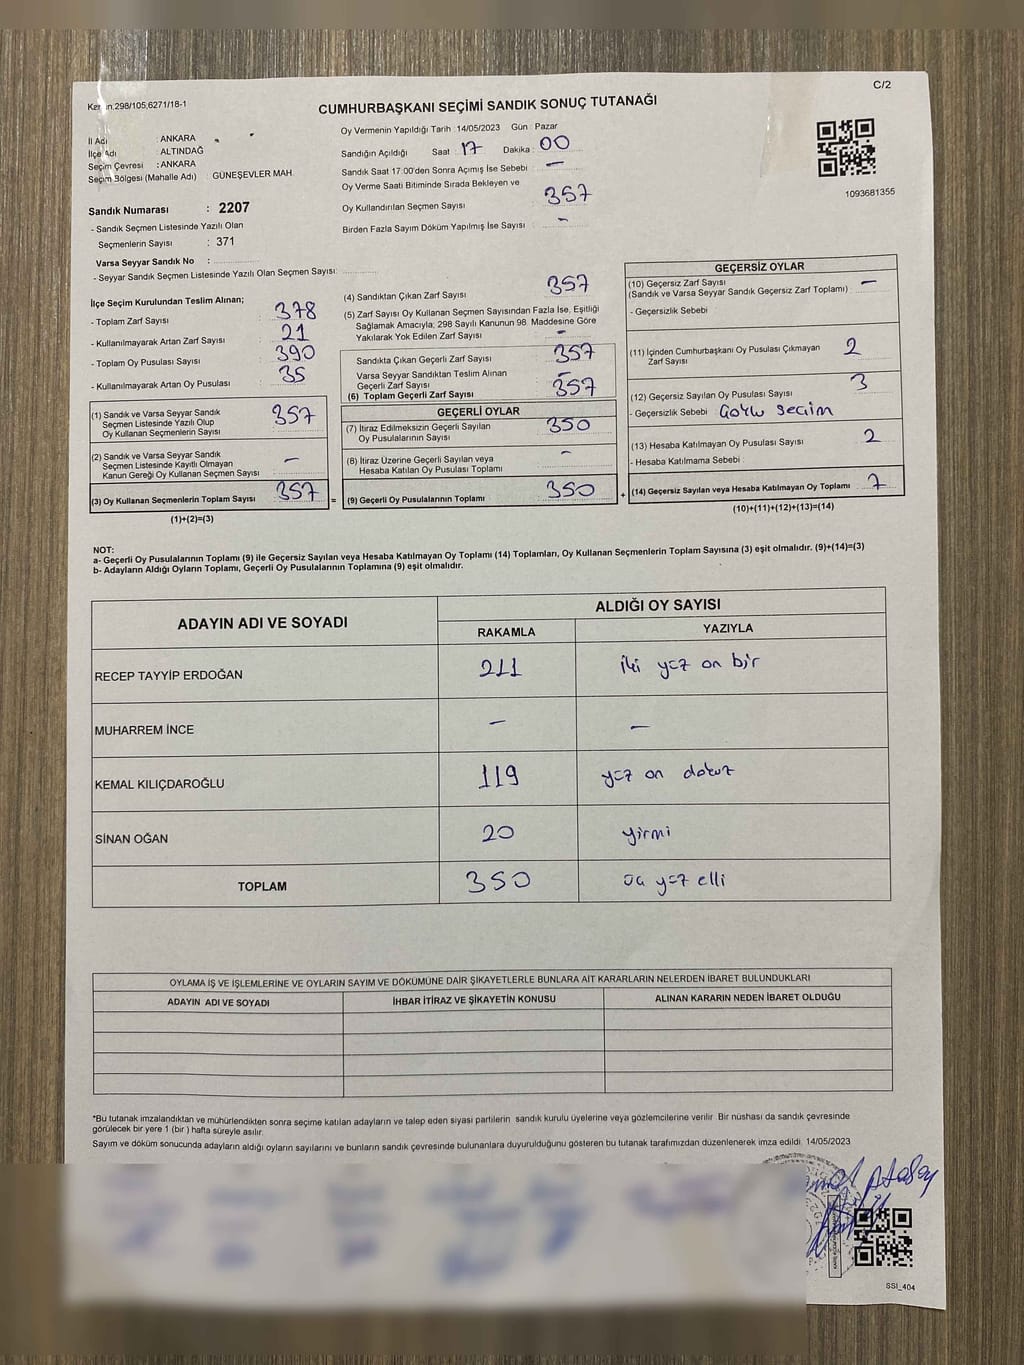 C/2
Kanun:298/105,6271/18-1
CUMHURBAŞKANI SEÇİMİ SANDIK SONUÇ TUTANAĞI
İl Adı : ANKARA
İlçe Adı : ALTINDAĞ
Seçim Çevresi : ANKARA
Seçim Bölgesi (Mahalle Adı) : GÜNEŞEVLER MAH.
Sandık Numarası : 2207
- Sandık Seçmen Listesinde Yazılı Olan
Seçmenlerin Sayısı : 371
Varsa Seyyar Sandık No :
- Seyyar Sandık Seçmen Listesinde Yazılı Olan Seçmen Sayısı:
Oy Vermenin Yapıldığı Tarih 14/05/2023 Gün Pazar
Sandığın Açıldığı Saat 17 Dakika 00
Sandık Saat 17:00'den Sonra Açımış İse Sebebi —
Oy Verme Saati Bitiminde Sırada Bekleyen ve
Oy Kullandırılan Seçmen Sayısı 357
Birden Fazla Sayım Döküm Yapılmış İse Sayısı -
1093681355
İlçe Seçim Kurulundan Teslim Alınan;
- Toplam Zarf Sayısı 378
- Kullanılmayarak Artan Zarf Sayısı 21
- Toplam Oy Pusulası Sayısı 390
- Kullanılmayarak Artan Oy Pusulası 35
(1) Sandık ve Varsa Seyyar Sandık
Seçmen Listesinde Yazılı Olup
Oy Kullanan Seçmenlerin Sayısı 357
(2) Sandık ve Varsa Seyyar Sandık
Seçmen Listesinde Kayıtlı Olmayan
Kanun Gereği Oy Kullanan Seçmen Sayısı —
(3) Oy Kullanan Seçmenlerin Toplam Sayısı 357 =
(1)+(2)=(3)
(4) Sandıktan Çıkan Zarf Sayısı 357
(5) Zarf Sayısı Oy Kullanan Seçmen Sayısından Fazla İse, Eşitliği
Sağlamak Amacıyla; 298 Sayılı Kanunun 98. Maddesine Göre
Yakılarak Yok Edilen Zarf Sayısı -
Sandıkta Çıkan Geçerli Zarf Sayısı 357
Varsa Seyyar Sandıktan Teslim Alınan
Geçerli Zarf Sayısı -
(6) Toplam Geçerli Zarf Sayısı 357
GEÇERLİ OYLAR
(7) İtiraz Edilmeksizin Geçerli Sayılan
Oy Pusulalarının Sayısı 350
(8) İtiraz Üzerine Geçerli Sayılan veya
Hesaba Katılan Oy Pusulası Toplamı -
(9) Geçerli Oy Pusulalarının Toplamı 350 +
GEÇERSİZ OYLAR
(10) Geçersiz Zarf Sayısı
(Sandık ve Varsa Seyyar Sandık Geçersiz Zarf Toplamı) : —
- Geçersizlik Sebebi
(11) İçinden Cumhurbaşkanı Oy Pusulası Çıkmayan
Zarf Sayısı 2
(12) Geçersiz Sayılan Oy Pusulası Sayısı 3
- Geçersizlik Sebebi Çoklu seçim
(13) Hesaba Katılmayan Oy Pusulası Sayısı 2
- Hesaba Katılmama Sebebi :
(14) Geçersiz Sayılan veya Hesaba Katılmayan Oy Toplamı 7
(10)+(11)+(12)+(13)=(14)
NOT:
a- Geçerli Oy Pusulalarının Toplamı (9) ile Geçersiz Sayılan veya Hesaba Katılmayan Oy Toplamı (14) Toplamları, Oy Kullanan Seçmenlerin Toplam Sayısına (3) eşit olmalıdır. (9)+(14)=(3)
b- Adayların Aldığı Oyların Toplamı, Geçerli Oy Pusulalarının Toplamına (9) eşit olmalıdır.
ADAYIN ADI VE SOYADI ALDIĞI OY SAYISI
RAKAMLA YAZIYLA
RECEP TAYYİP ERDOĞAN 211 iki yüz on bir
MUHARREM İNCE — —
KEMAL KILIÇDAROĞLU 119 yüz on dokuz
SİNAN OĞAN 20 yirmi
TOPLAM 350 üç yüz elli
OYLAMA İŞ VE İŞLEMLERİNE VE OYLARIN SAYIM VE DÖKÜMÜNE DAİR ŞİKAYETLERLE BUNLARA AİT KARARLARIN NELERDEN İBARET BULUNDUKLARI
ADAYIN ADI VE SOYADI İHBAR İTİRAZ VE ŞİKAYETİN KONUSU ALINAN KARARIN NEDEN İBARET OLDUĞU
*Bu tutanak imzalandıktan ve mühürlendikten sonra seçime katılan adayların ve talep eden siyasi partilerin sandık kurulu üyelerine veya gözlemcilerine verilir. Bir nüshası da sandık çevresinde
görülecek bir yere 1 (bir) hafta süreyle asılır.
Sayım ve döküm sonucunda adayların aldığı oyların sayılarını ve bunların sandık çevresinde bulunanlara duyurulduğunu gösteren bu tutanak tarafımızdan düzenlenerek imza edildi. 14/05/2023
SSI_404